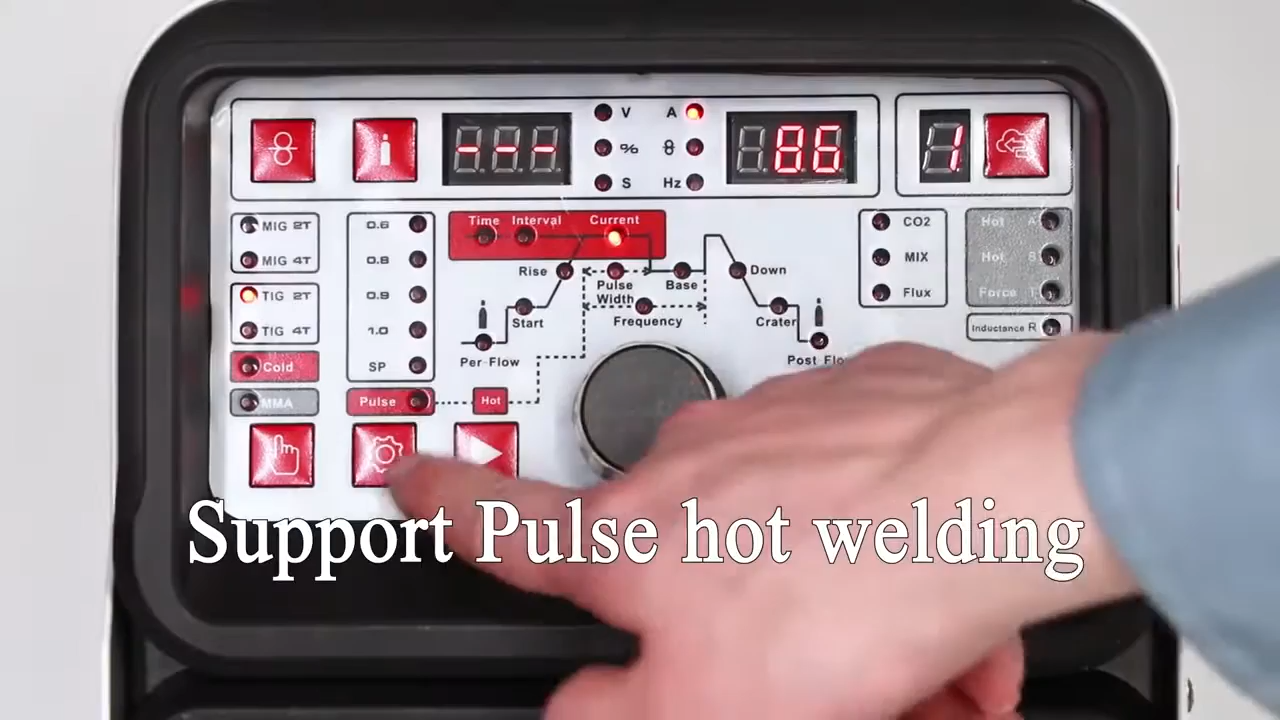 V A
% 
S Hz
--- 86 1.
MIG 2T
MIG 4T
TIG 2T
TIG 4T
Cold
MMA
0.6
0.8
0.9
1.0
SP
Pulse
Time Interval Current
Rise
Pulse
Width
Base
Down
Start
Frequency
Crater
Per-Flow
Post Flo
Hot
CO2
MIX
Flux
Hot A
Hot S
Force T
Inductance R
Support Pulse hot welding